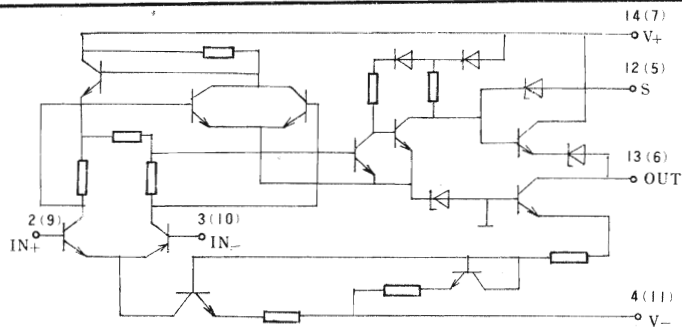 14(7)
V+
12(5)
S
13(6)
OUT
2(9)
IN+
3(10)
IN−
4(11)
V−